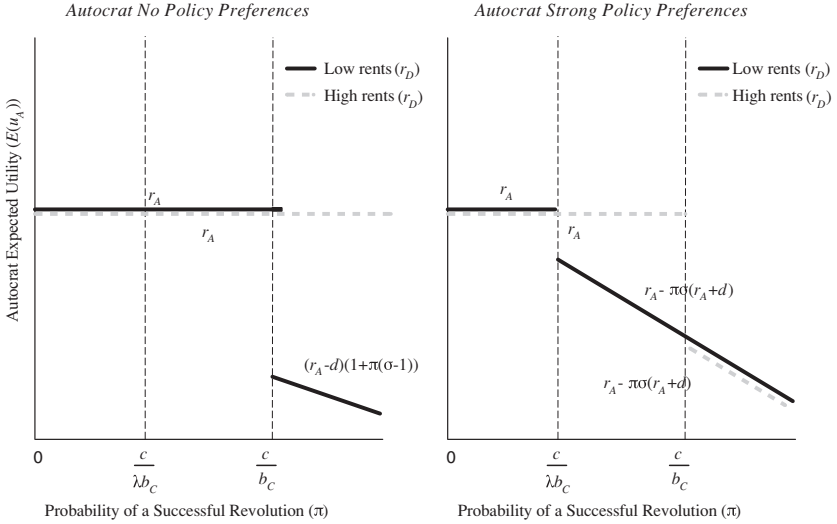 Autocrat No Policy Preferences
Autocrat Strong Policy Preferences
Autocrat Expected Utility (E(u_A))
Low rents (r_D)
High rents (r_D)
r_A
r_A
(r_A-d)(1+π(σ-1))
0
c/λb_C
c/b_C
Probability of a Successful Revolution (π)
Low rents (r_D)
High rents (r_D)
r_A
r_A
r_A- πσ(r_A+d)
r_A- πσ(r_A+d)
0
c/λb_C
c/b_C
Probability of a Successful Revolution (π)